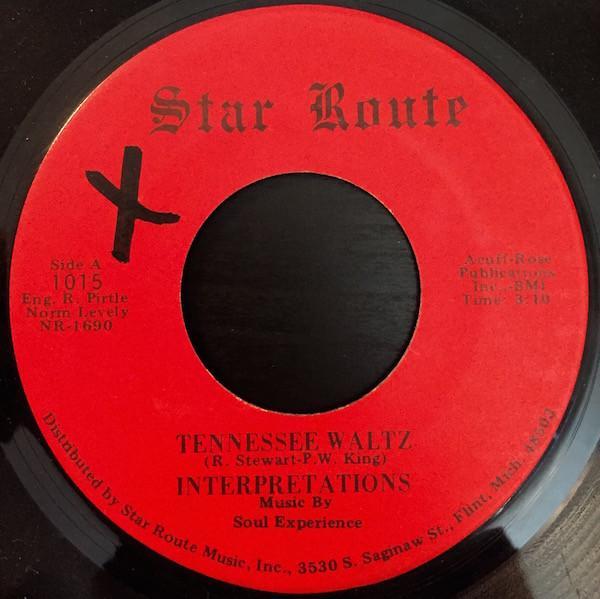 Star Route
Side A
1015
Eng. R. Pirtle
Norm Levely
NR-1690
Acuff-Rose
Publications
Inc.,-BMI
Time: 3:10
TENNESSEE WALTZ
(R. Stewart-P.W. King)
INTERPRETATIONS
Music By
Soul Experience
Distributed by Star Route Music, Inc., 3530 S. Saginaw St., Flint, Mich. 48503